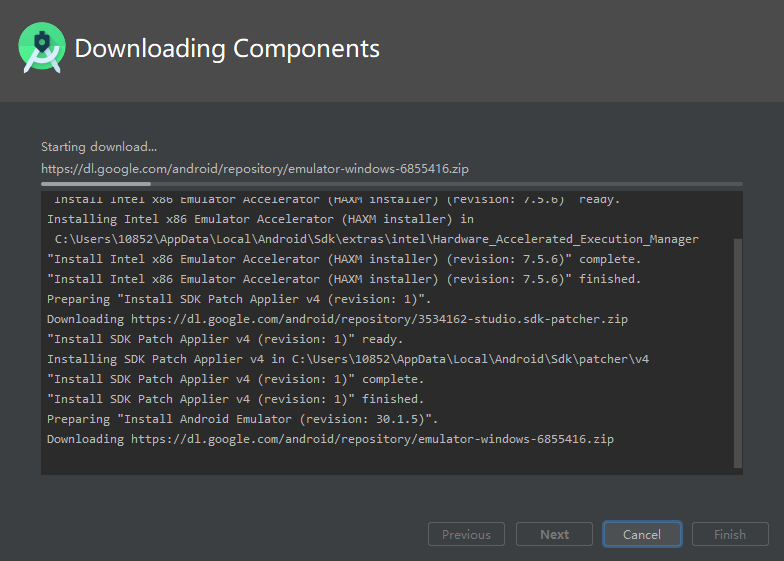 Downloading Components
Starting download...
https://dl.google.com/android/repository/emulator-windows-6855416.zip
Install Intel x86 Emulator Accelerator (HAXM installer) (revision: 7.5.6)" ready.
Installing Intel x86 Emulator Accelerator (HAXM installer) in
C:\Users\10852\AppData\Local\Android\Sdk\extras\intel\Hardware_Accelerated_Execution_Manager
"Install Intel x86 Emulator Accelerator (HAXM installer) (revision: 7.5.6)" complete.
"Install Intel x86 Emulator Accelerator (HAXM installer) (revision: 7.5.6)" finished.
Preparing "Install SDK Patch Applier v4 (revision: 1)".
Downloading https://dl.google.com/android/repository/3534162-studio.sdk-patcher.zip
"Install SDK Patch Applier v4 (revision: 1)" ready.
Installing SDK Patch Applier v4 in C:\Users\10852\AppData\Local\Android\Sdk\patcher\v4
"Install SDK Patch Applier v4 (revision: 1)" complete.
"Install SDK Patch Applier v4 (revision: 1)" finished.
Preparing "Install Android Emulator (revision: 30.1.5)".
Downloading https://dl.google.com/android/repository/emulator-windows-6855416.zip
Previous
Next
Cancel
Finish